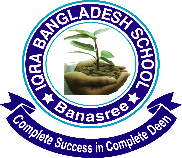 IQRA BANGLADESH SCHOOL
Banasree
Complete Success in Complete Deen